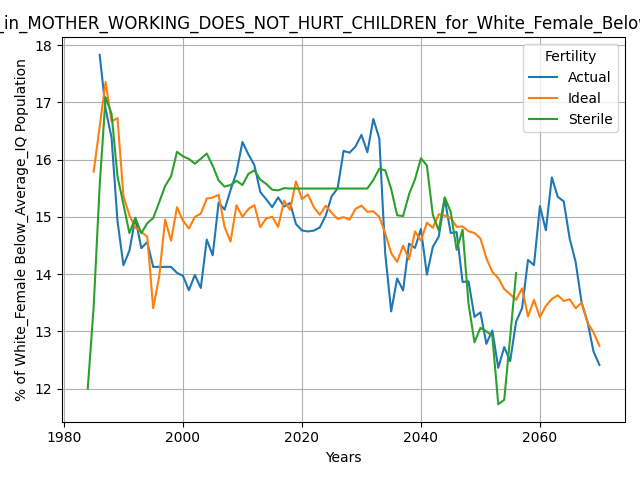 _in_MOTHER_WORKING_DOES_NOT_HURT_CHILDREN_for_White_Female_Below
Fertility
Actual
Ideal
Sterile
% of White_Female Below_Average_IQ Population
18
17
16
15
14
13
12
1980
2000
2020
2040
2060
Years